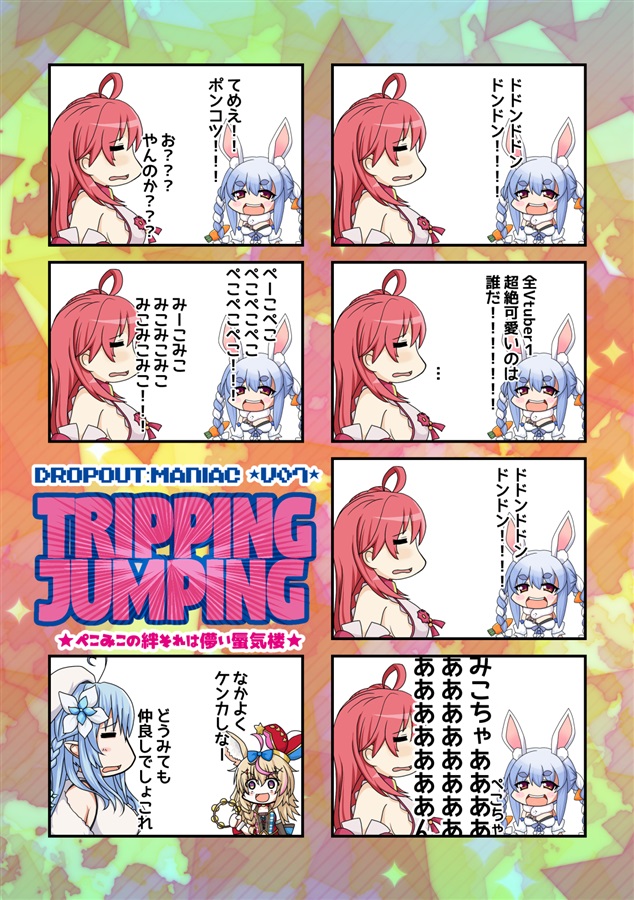 ドドンドドン
ドンドン!!!!
全Vtuber1
超絶可愛いのは
誰だ!!!!!!!
…
ドドンドドン
ドンドン!!!!
みこちゃああああ
ああああああああ
あああああああん
ぺこちゃ
てめえ!!
ポンコツ!!!
お???
やんのか???
ぺーこぺこ
ぺこぺこぺこ
ぺこぺこぺこ!!!
みーこみこ
みこみこみこ
みこみこみこ!!!
DROPOUT:MANIAC ★V07★
TRIPPING
JUMPING
★ぺこみこの絆それは儚い蜃気楼★
なかよく
ケンカしなー
どうみても
仲良しでしょこれ